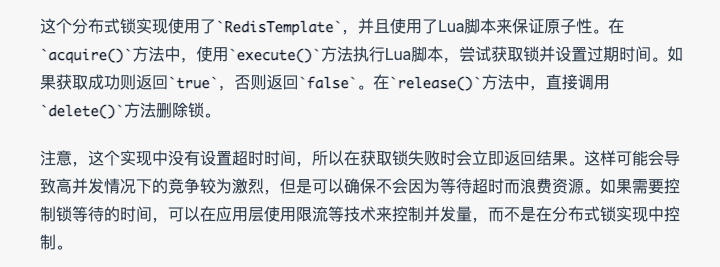 这个分布式锁实现使用了`RedisTemplate`，并且使用了Lua脚本来保证原子性。在
`acquire()`方法中，使用`execute()`方法执行Lua脚本，尝试获取锁并设置过期时间。如
果获取成功则返回`true`，否则返回`false`。在`release()`方法中，直接调用
`delete()`方法删除锁。
注意，这个实现中没有设置超时时间，所以在获取锁失败时会立即返回结果。这样可能会导
致高并发情况下的竞争较为激烈，但是可以确保不会因为等待超时而浪费资源。如果需要控
制锁等待的时间，可以在应用层使用限流等技术来控制并发量，而不是在分布式锁实现中控
制。